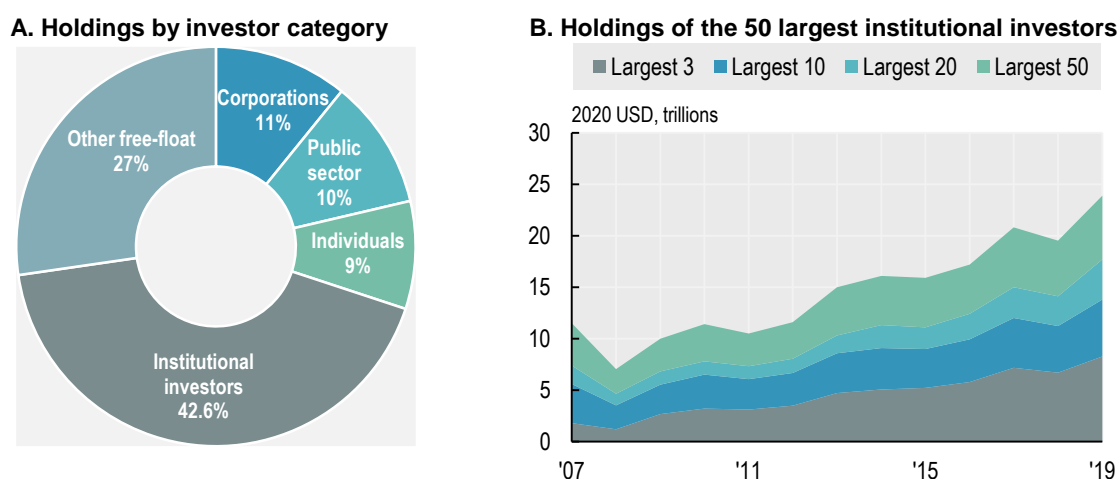 A. Holdings by investor category
Corporations
11%
Public
sector
10%
Individuals
9%
Institutional
investors
42.6%
Other free-float
27%
B. Holdings of the 50 largest institutional investors
Largest 3 Largest 10 Largest 20 Largest 50
2020 USD, trillions
30
25
20
15
10
5
0
'07 '11 '15 '19